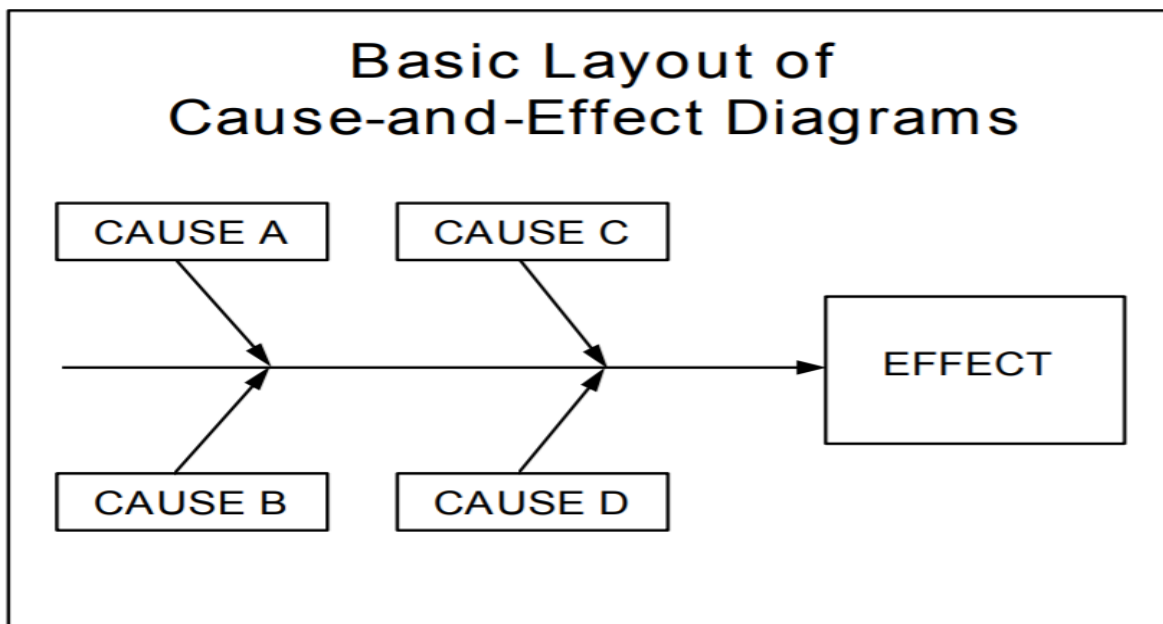 Basic Layout of
Cause-and-Effect Diagrams
CAUSE A
CAUSE C
EFFECT
CAUSE B
CAUSE D